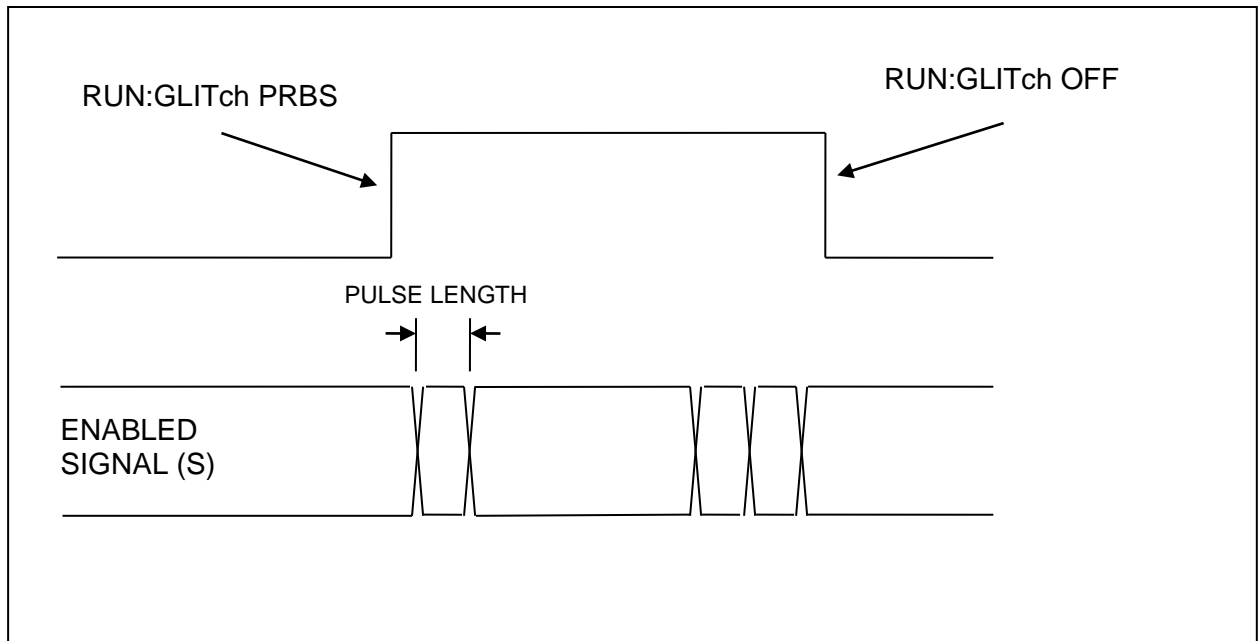 RUN:GLITch PRBS
RUN:GLITch OFF
PULSE LENGTH
ENABLED
SIGNAL (S)